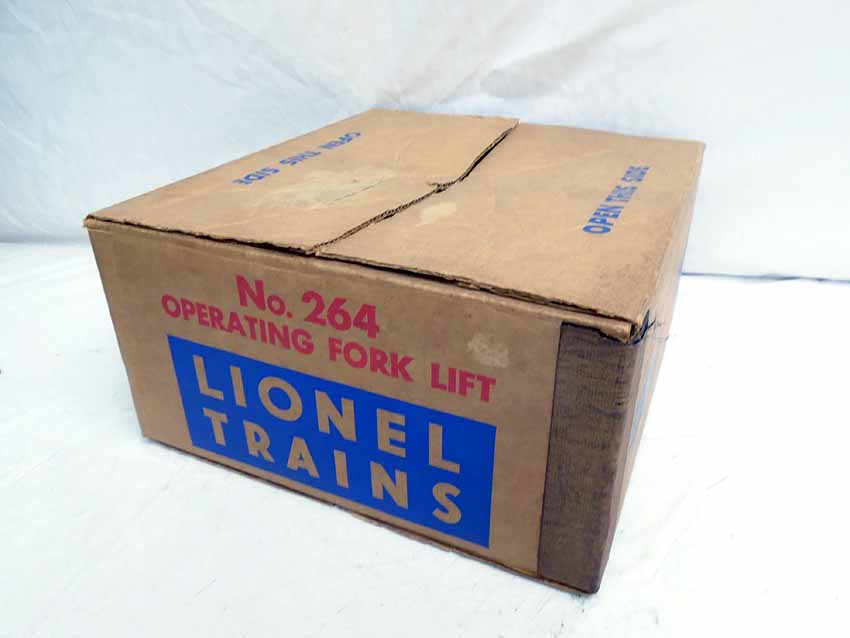 OPEN THIS SIDE
OPEN THIS SIDE
No. 264
OPERATING FORK LIFT
LIONEL
TRAINS